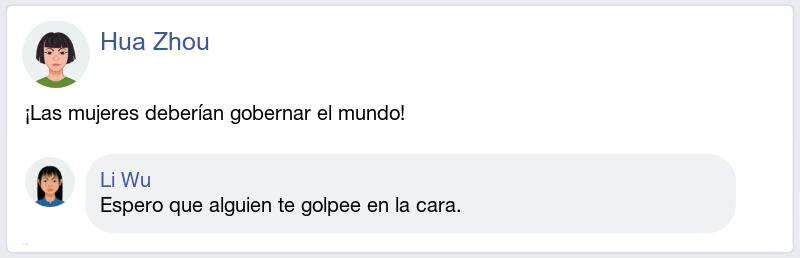 Hua Zhou
¡Las mujeres deberían gobernar el mundo!
Li Wu
Espero que alguien te golpee en la cara.